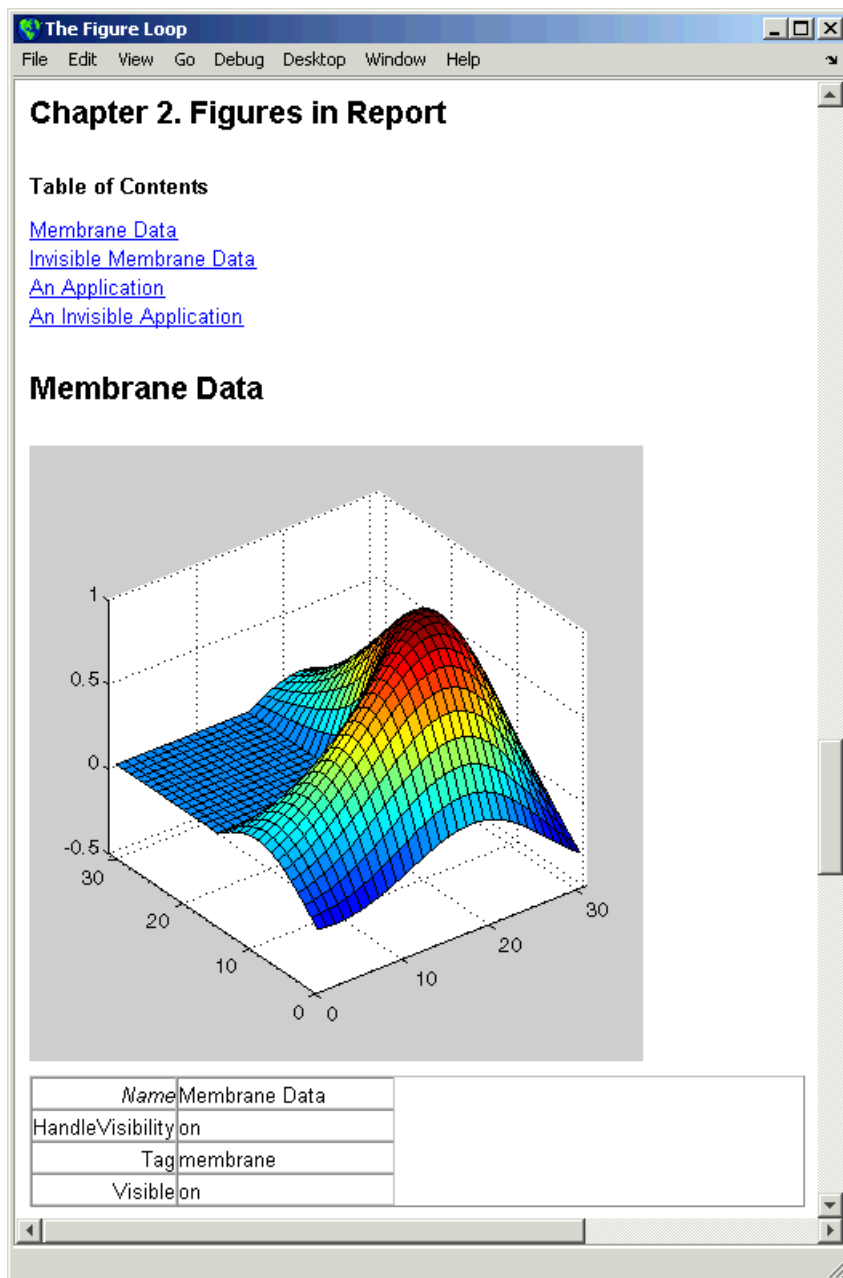 The Figure Loop
File Edit View Go Debug Desktop Window Help
Chapter 2. Figures in Report
Table of Contents
Membrane Data
Invisible Membrane Data
An Application
An Invisible Application
Membrane Data
1
0.5
0
-0.5
30
20
10
0
0
10
20
30
Name Membrane Data
HandleVisibility on
Tag membrane
Visible on